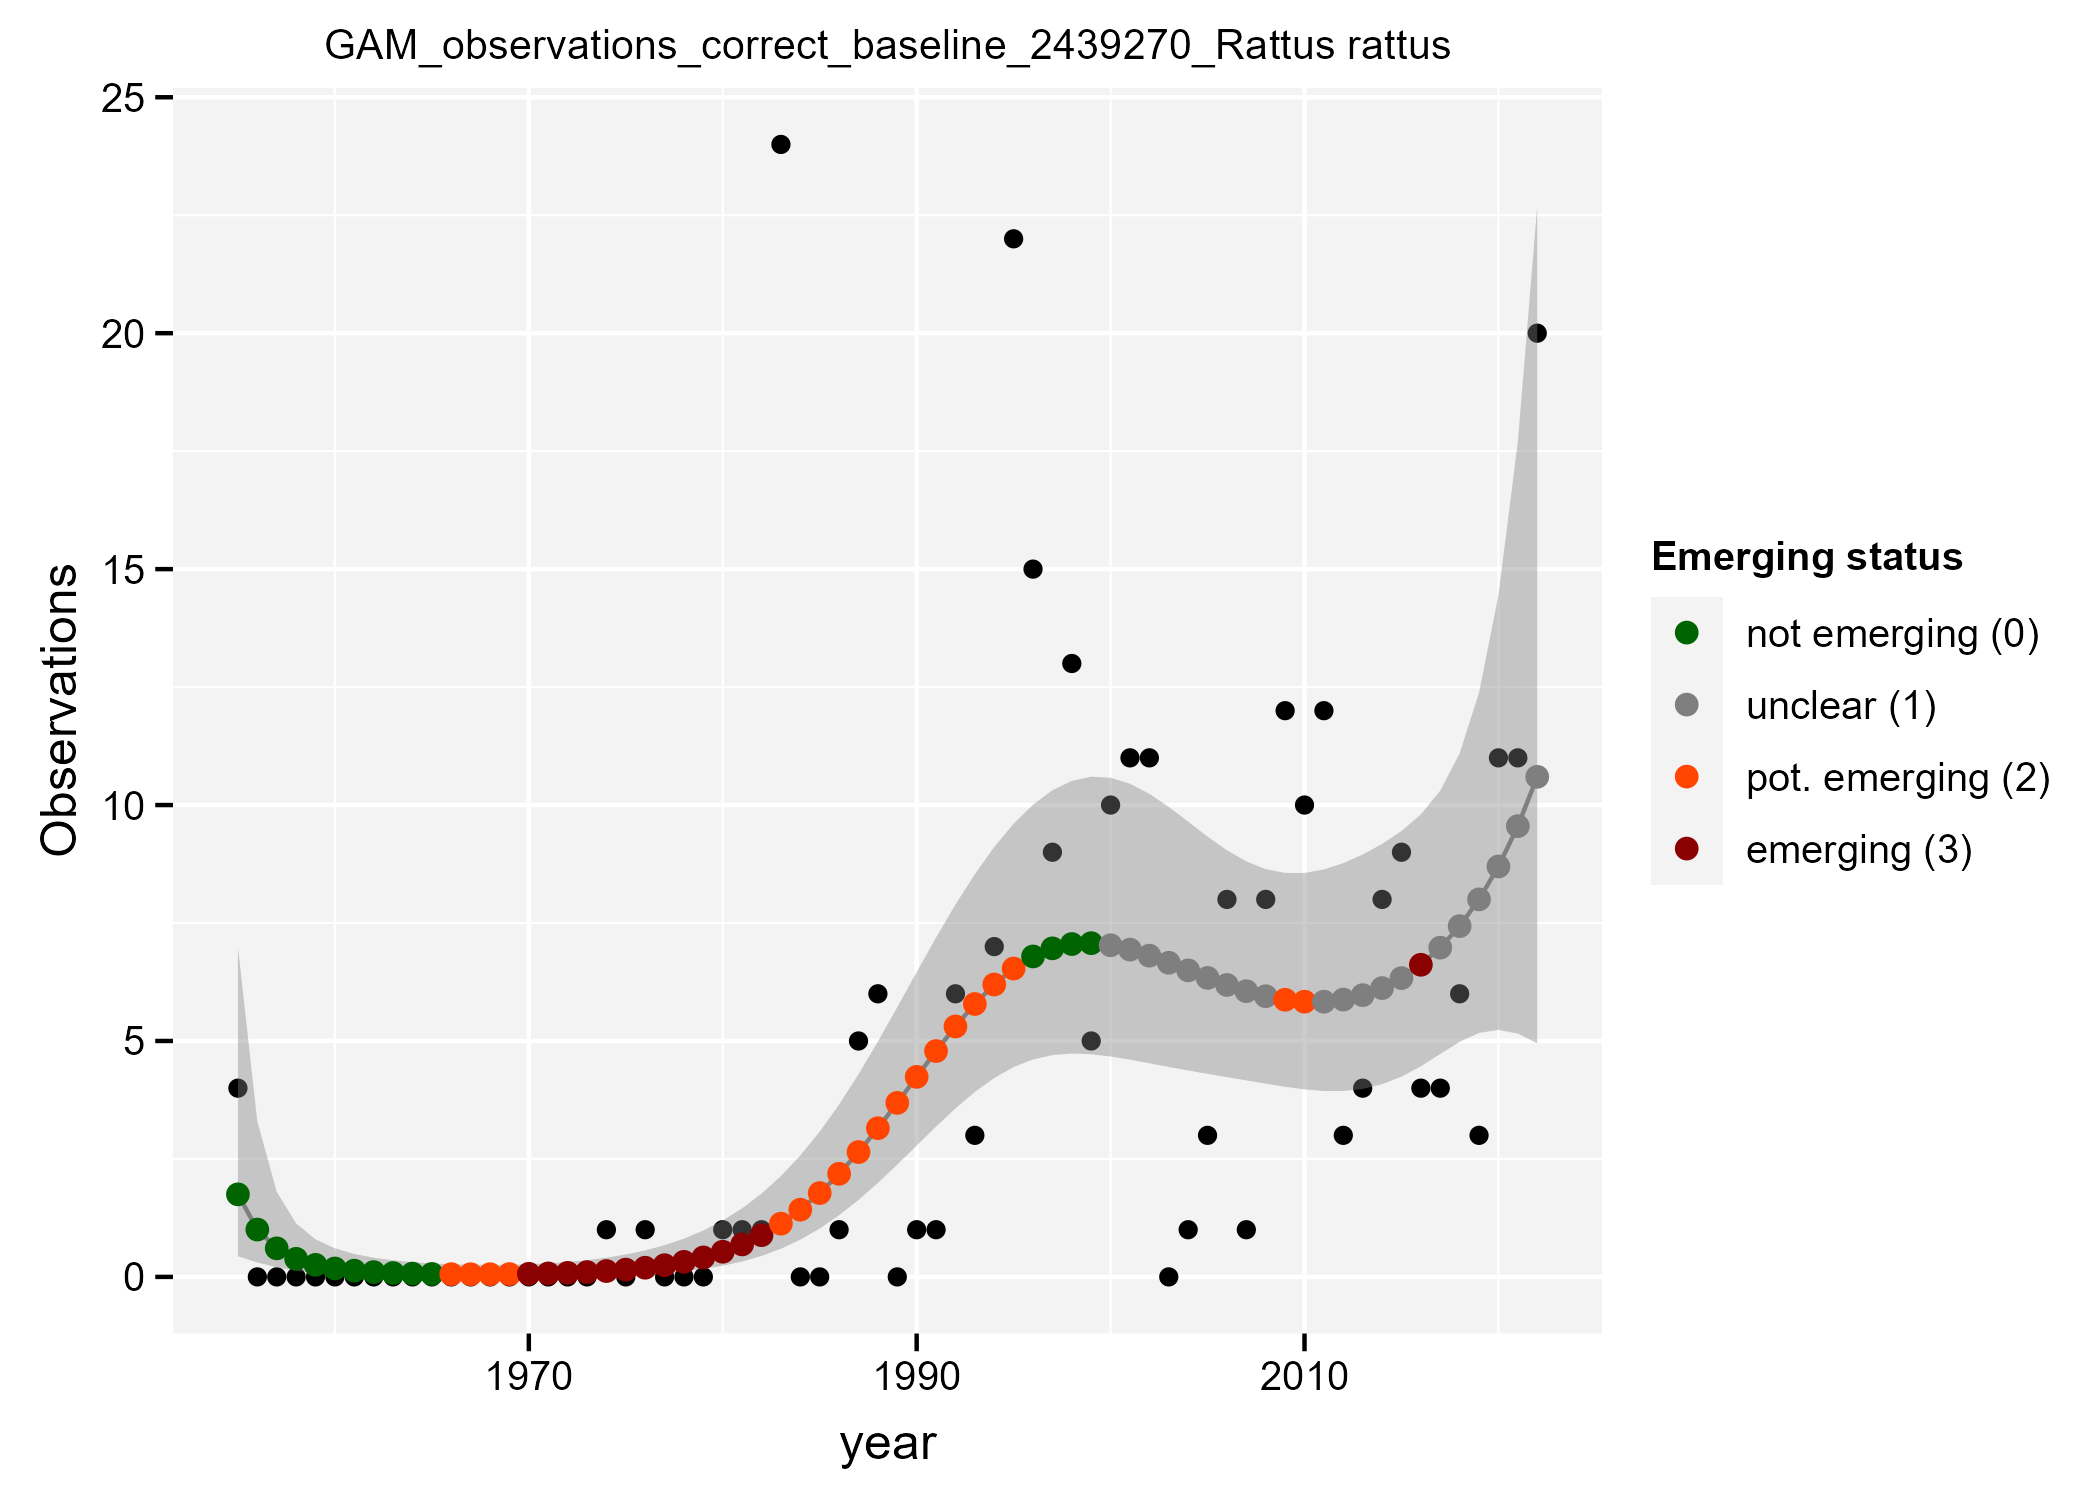 GAM_observations_correct_baseline_2439270_Rattus rattus
25
20
15
10
5
0
Observations
1970
1990
2010
year
Emerging status
not emerging (0)
unclear (1)
pot. emerging (2)
emerging (3)